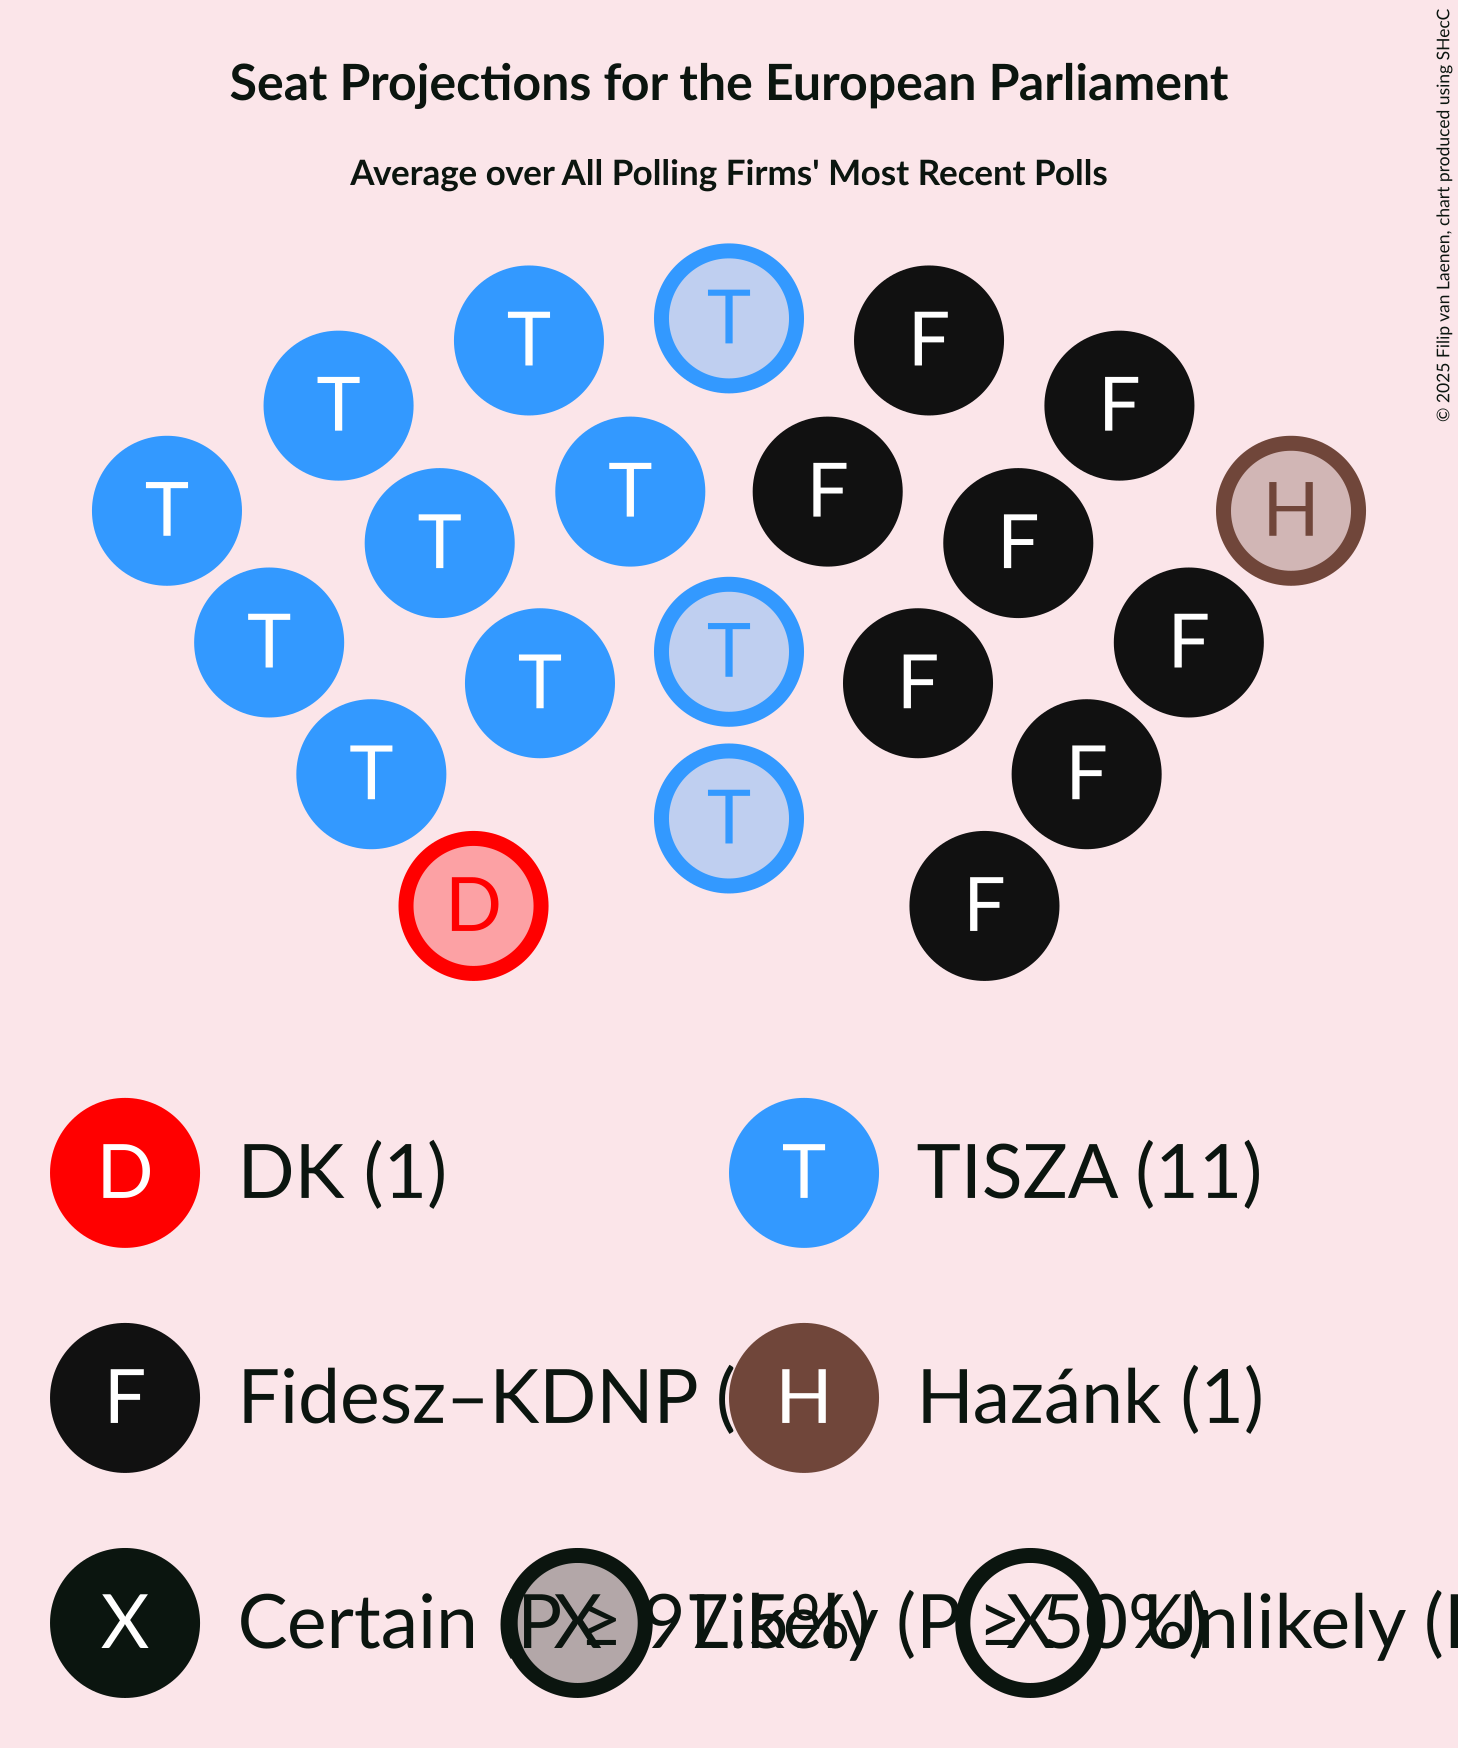 Seat Projections for the European Parliament
Average over All Polling Firms' Most Recent Polls
© 2025 Filip van Laenen, chart produced using SHecC
T
T T F
T F
T F
T H
T F
T F
T F
T F
T F
T
D F
D DK (1) T TISZA (11)
F Fidesz–KDNP ( H Hazánk (1)
X Certain (P ≥ 97.5%) X Likely (P ≥ 50%) X Unlikely (